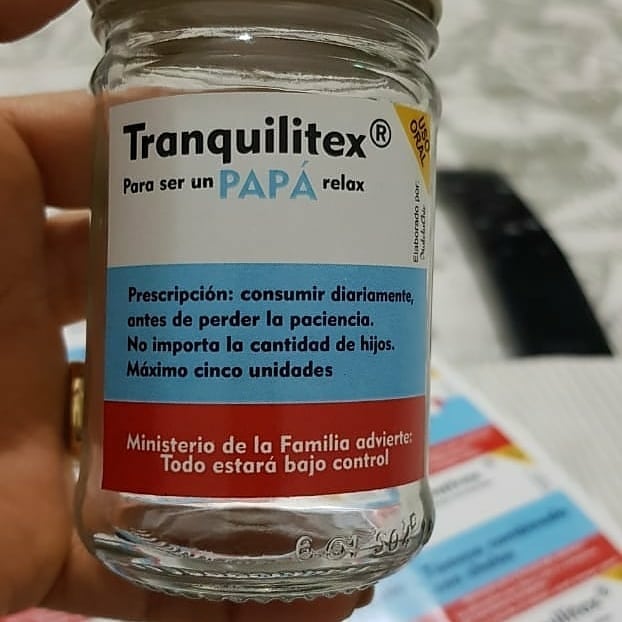 Tranquilitex®
USO
ORAL
Para ser un PAPÁ relax
Elaborado por:
Prescripción: consumir diariamente,
antes de perder la paciencia.
No importa la cantidad de hijos.
Máximo cinco unidades
Ministerio de la Familia advierte:
Todo estará bajo control